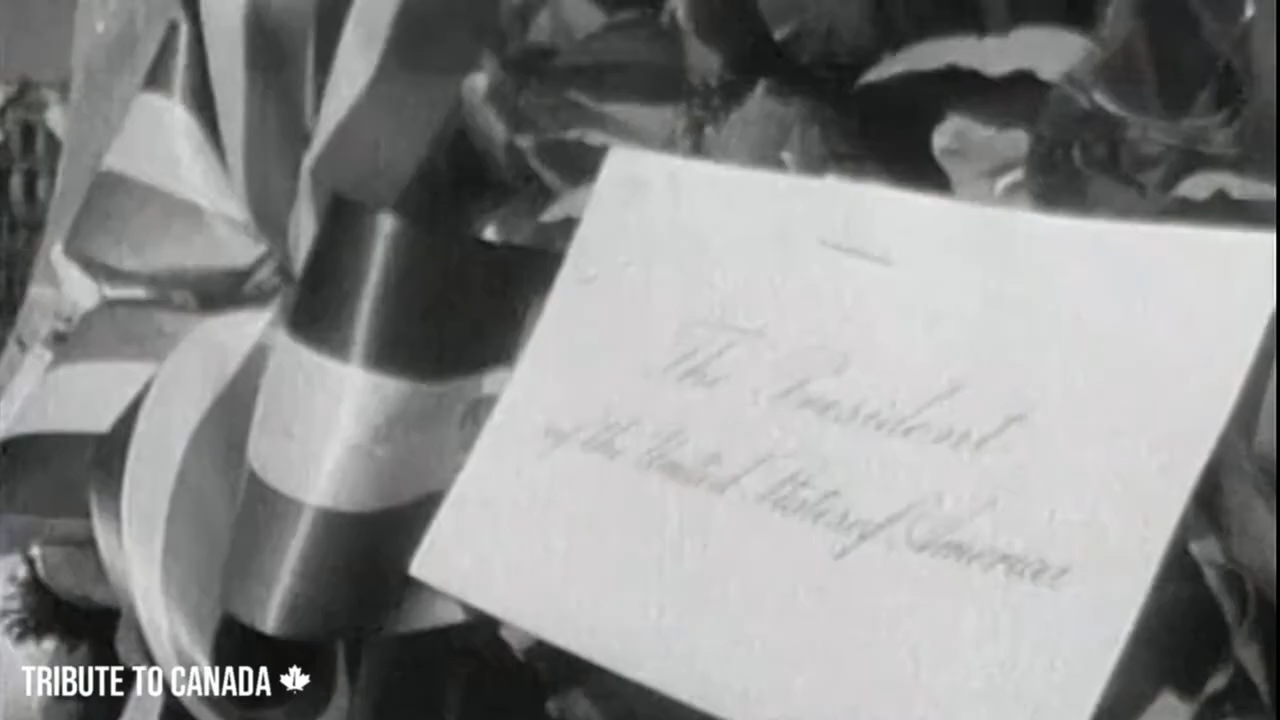 The President
of the United States of America
TRIBUTE TO CANADA